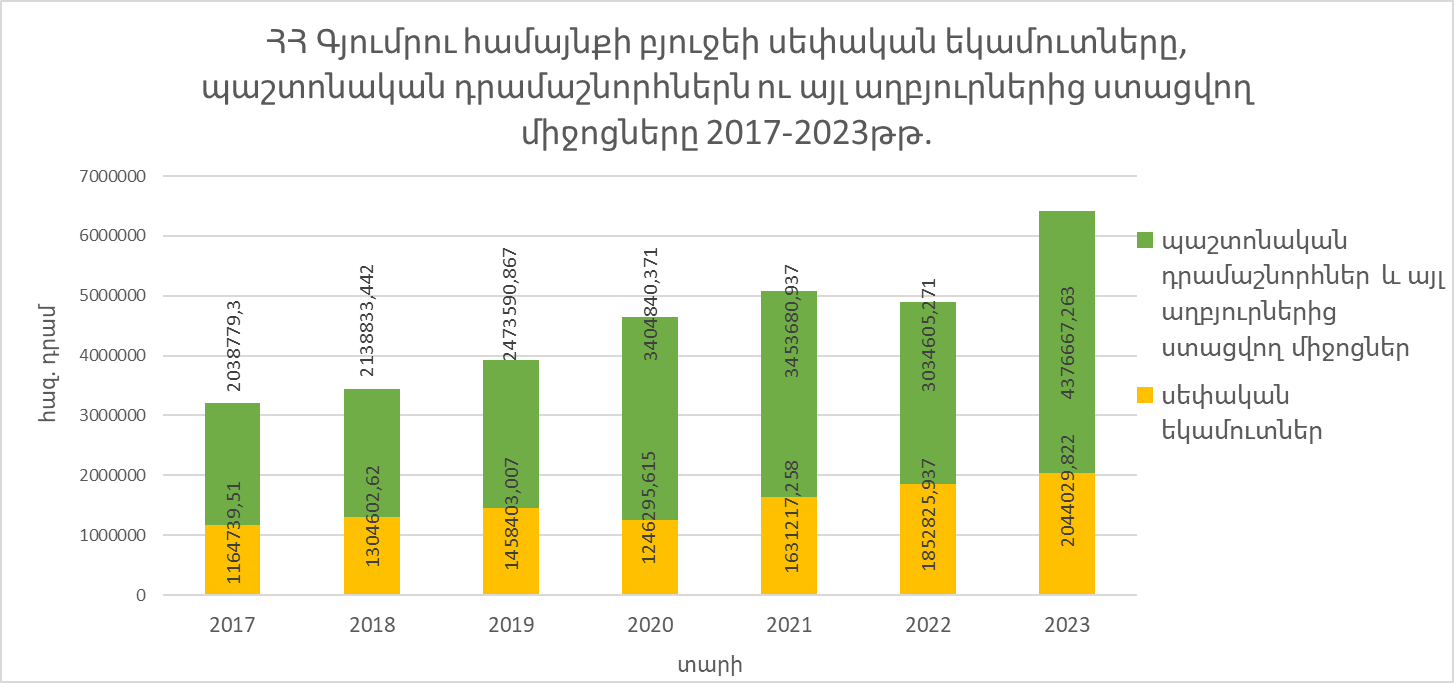 ՀՀ Գյումրու համայնքի բյուջեի սեփական եկամուտները,
պաշտոնական դրամաշնորհներն ու այլ աղբյուրներից ստացվող
միջոցները 2017-2023թթ.
7000000
6000000
5000000
4000000
3000000
2000000
1000000
0
հազ. դրամ
2038779,3
2138833,442
2473590,867
3404840,371
3453680,937
3034605,271
4376667,263
1164739,51
1304602,62
1458403,007
1246295,615
1631217,258
1852825,937
2044029,822
2017
2018
2019
2020
2021
2022
2023
տարի
պաշտոնական
դրամաշնորհներ և այլ
աղբյուրներից
ստացվող միջոցներ
սեփական
եկամուտներ